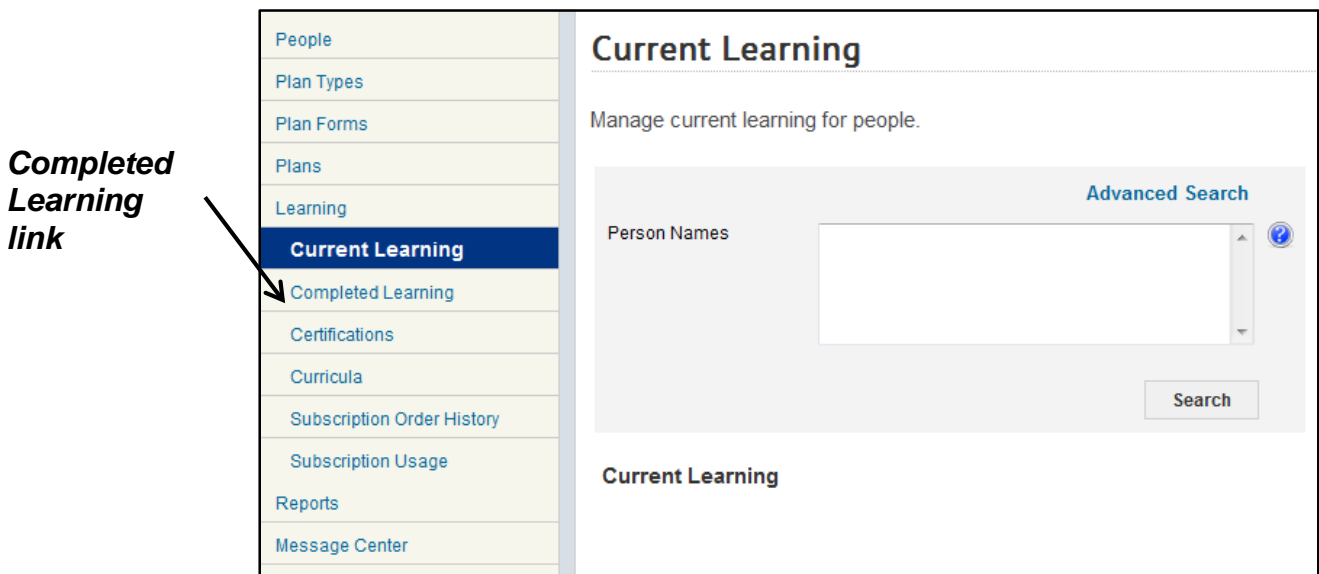 Completed
Learning
link
People
Plan Types
Plan Forms
Plans
Learning
Current Learning
Completed Learning
Certifications
Curricula
Subscription Order History
Subscription Usage
Reports
Message Center
Current Learning
Manage current learning for people.
Advanced Search
Person Names
?
Search
Current Learning